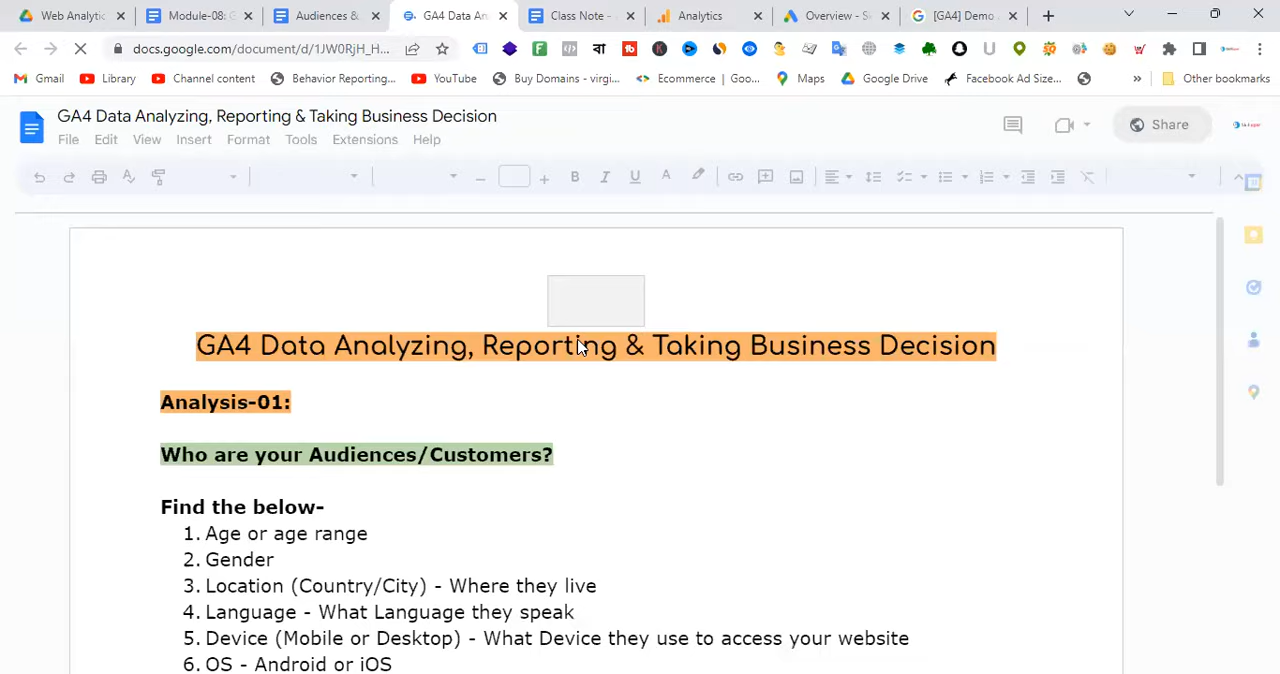 Web Analytic
Module-08: G
Audiences &
GA4 Data An
Class Note -
Analytics
Overview - S
[GA4] Demo
docs.google.com/document/d/1JW0RjH_H...
Gmail
Library
Channel content
Behavior Reporting...
YouTube
Buy Domains - virgi...
Ecommerce | Goo...
Maps
Google Drive
Facebook Ad Size...
Other bookmarks
GA4 Data Analyzing, Reporting & Taking Business Decision
File Edit View Insert Format Tools Extensions Help
Share
GA4 Data Analyzing, Reporting & Taking Business Decision
Analysis-01:
Who are your Audiences/Customers?
Find the below-
1. Age or age range
2. Gender
3. Location (Country/City) - Where they live
4. Language - What Language they speak
5. Device (Mobile or Desktop) - What Device they use to access your website
6. OS - Android or iOS